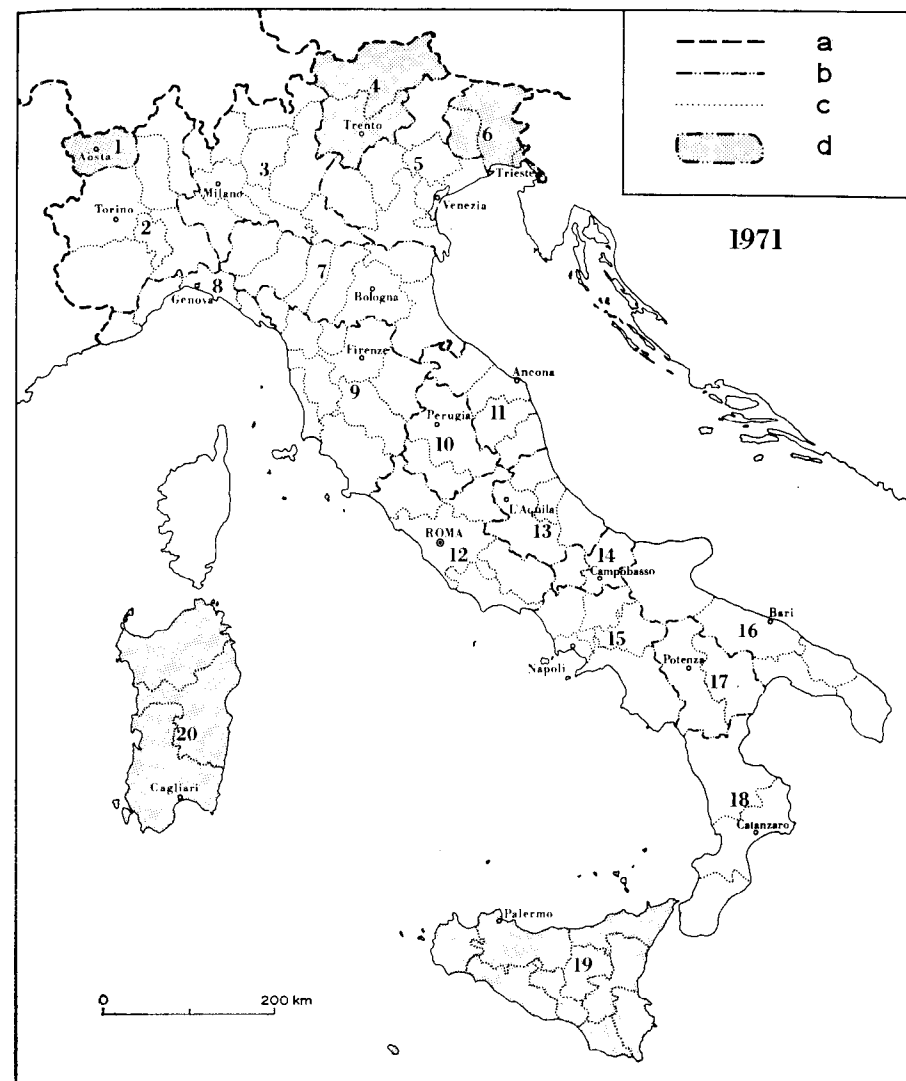 a
b
c
d
1971
1
Aosta
2
Torino
3
Milano
4
Trento
5
Venezia
6
Trieste
7
Bologna
8
Genova
9
Firenze
10
Perugia
11
Ancona
12
ROMA
13
L'Aquila
14
Campobasso
15
Napoli
16
Bari
17
Potenza
18
Catanzaro
19
Palermo
20
Cagliari
0 200 km